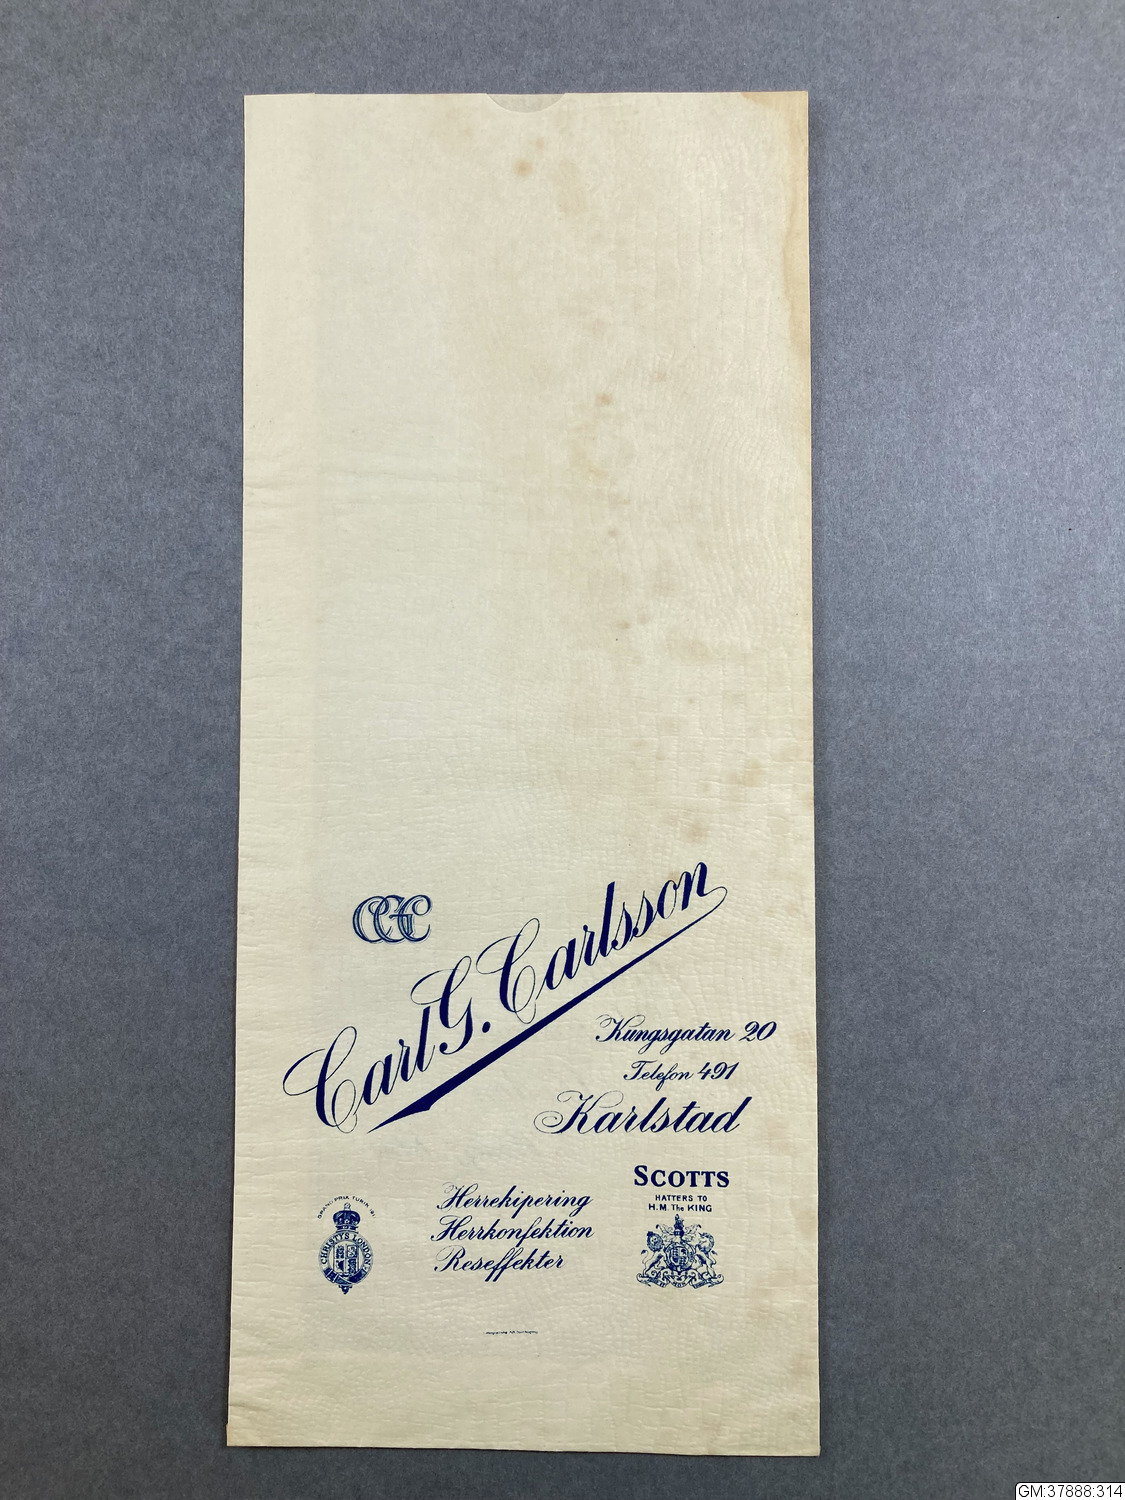 CGC
Carl G. Carlsson
Kungsgatan 20
Telefon 491
Karlstad
SCOTTS
HATTERS TO
H.M. The KING
Herrekipering
Herrkonfektion
Reseffekter
GRAND PRIX TURIN
CHRISTYS LONDON
GM:37888:314